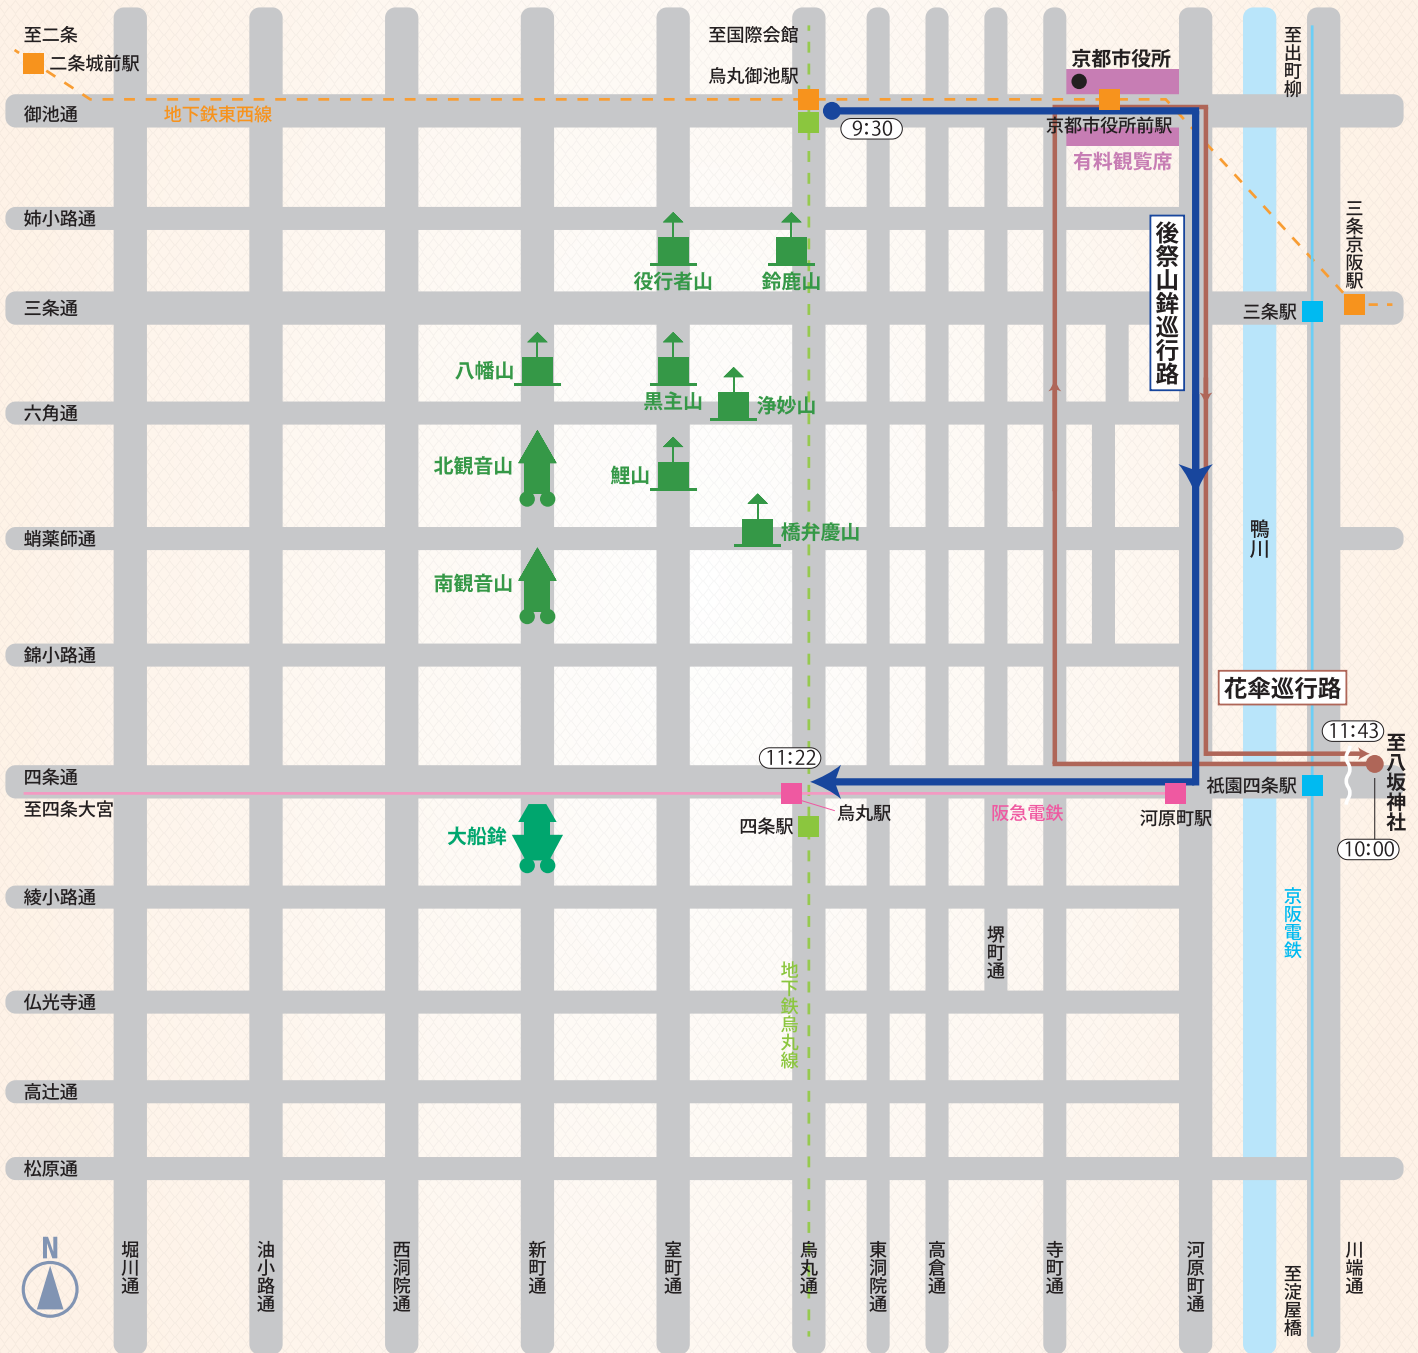 至二条
二条城前駅
至国際会館
烏丸御池駅
京都市役所
至出町柳
御池通
地下鉄東西線
9:30
京都市役所前駅
有料観覧席
姉小路通
役行者山
鈴鹿山
後祭山鉾巡行路
三条京阪駅
三条通
三条駅
八幡山
黒主山
浄妙山
六角通
北観音山
鯉山
蛸薬師通
橋弁慶山
鴨川
南観音山
錦小路通
花傘巡行路
11:43
至八坂神社
11:22
四条通
祇園四条駅
至四条大宮
烏丸駅
阪急電鉄
河原町駅
四条駅
大船鉾
10:00
綾小路通
京阪電鉄
堺町通
地下鉄烏丸線
仏光寺通
高辻通
松原通
N
堀川通
油小路通
西洞院通
新町通
室町通
烏丸通
東洞院通
高倉通
寺町通
河原町通
至淀屋橋
川端通